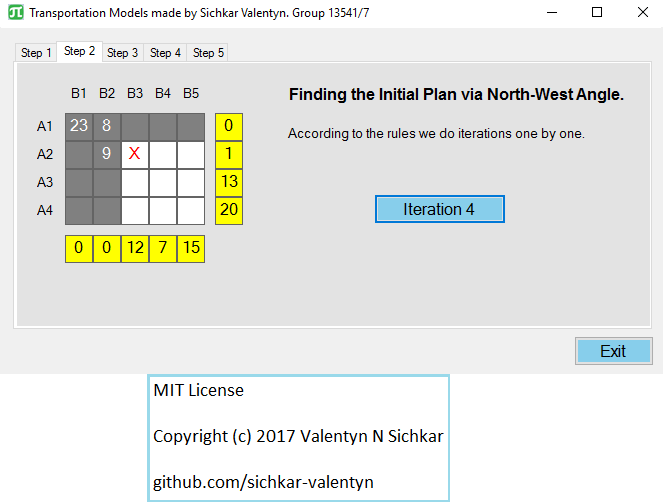 Transportation Models made by Sichkar Valentyn. Group 13541/7
Step 1 Step 2 Step 3 Step 4 Step 5
B1 B2 B3 B4 B5
Finding the Initial Plan via North-West Angle.
A1 23 8 0
According to the rules we do iterations one by one.
A2 9 X 1
A3 13
A4 20
Iteration 4
0 0 12 7 15
Exit
MIT License
Copyright (c) 2017 Valentyn N Sichkar
github.com/sichkar-valentyn